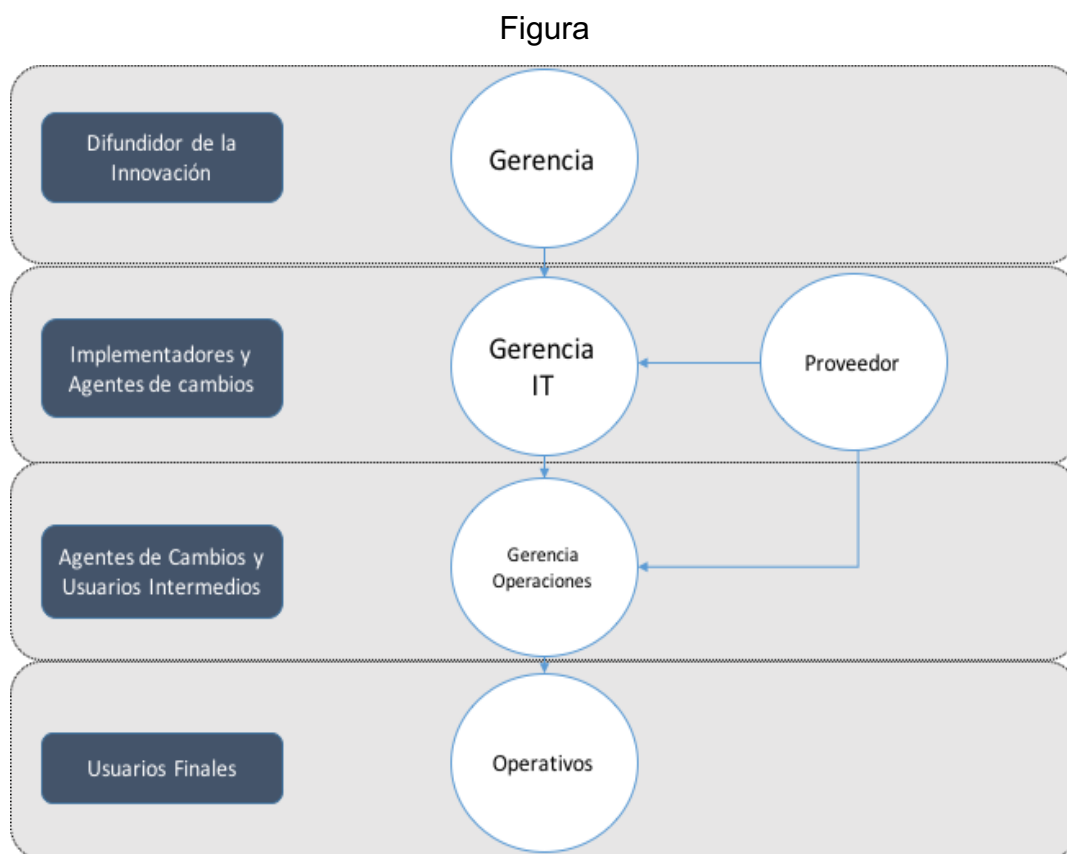 Figura
Difundidor de la
Innovación
Gerencia
Implementadores y
Agentes de cambios
Gerencia
IT
Proveedor
Agentes de Cambios y
Usuarios Intermedios
Gerencia
Operaciones
Usuarios Finales
Operativos